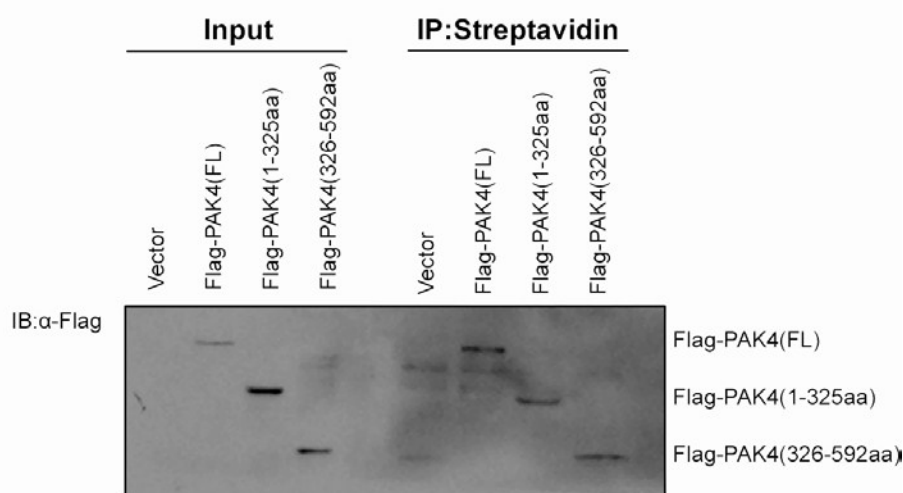 Input
IP:Streptavidin
Vector
Flag-PAK4(FL)
Flag-PAK4(1-325aa)
Flag-PAK4(326-592aa)
Vector
Flag-PAK4(FL)
Flag-PAK4(1-325aa)
Flag-PAK4(326-592aa)
IB:α-Flag
Flag-PAK4(FL)
Flag-PAK4(1-325aa)
Flag-PAK4(326-592aa)